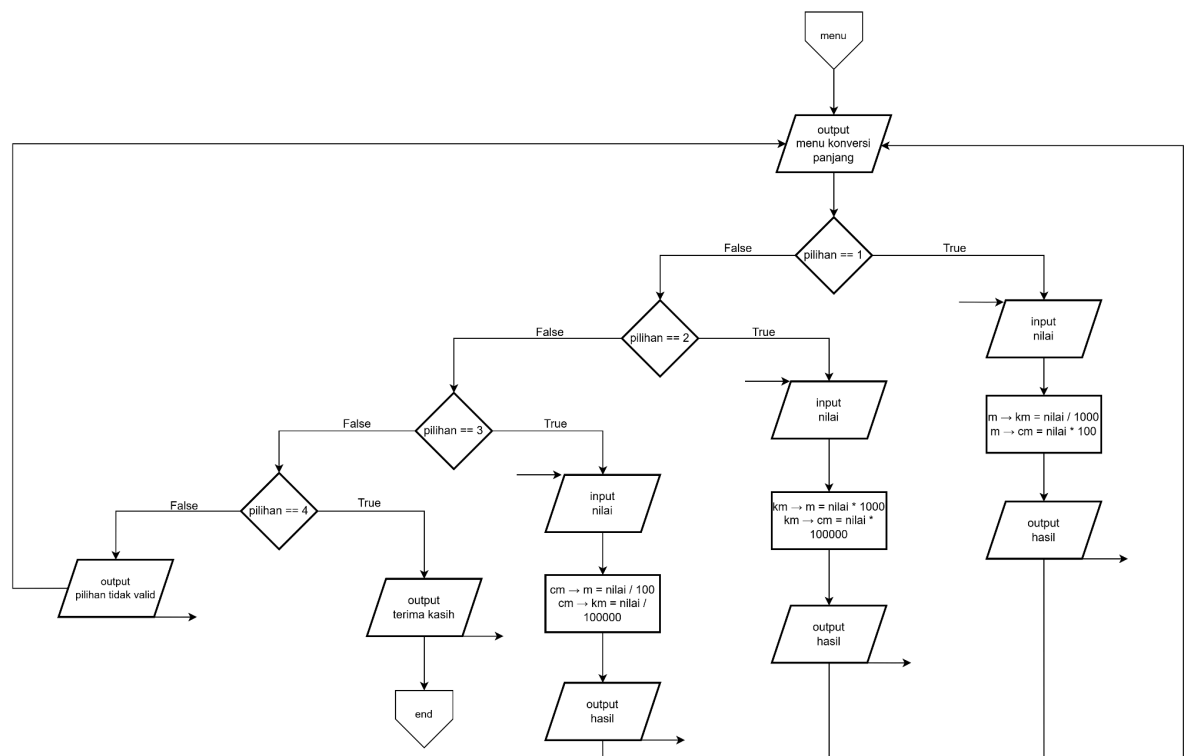 menu
output
menu konversi
panjang
False
True
pilihan == 1
input
nilai
False
True
pilihan == 2
m → km = nilai / 1000
m → cm = nilai * 100
input
nilai
False
True
pilihan == 3
output
hasil
input
nilai
km → m = nilai * 1000
km → cm = nilai *
100000
False
True
pilihan == 4
output
pilihan tidak valid
output
terima kasih
cm → m = nilai / 100
cm → km = nilai /
100000
output
hasil
output
hasil
end